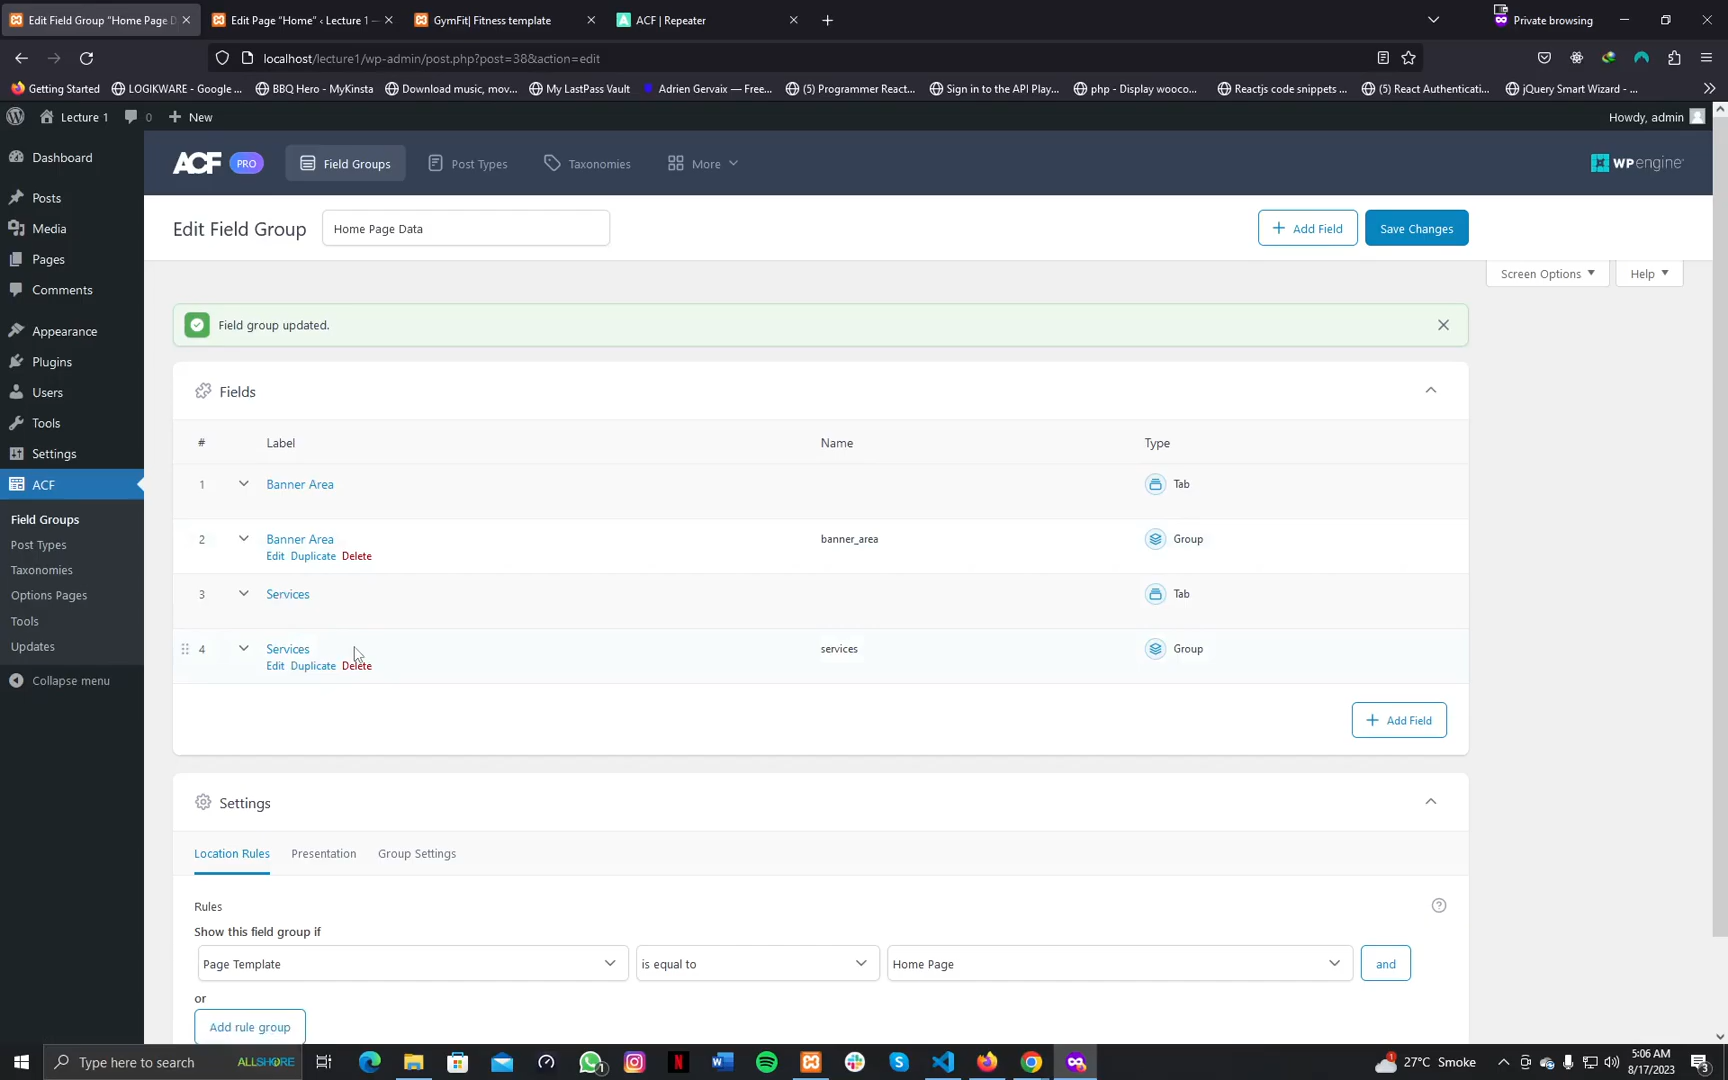 Edit Field Group “Home Page D
Edit Page “Home” ‹ Lecture 1 —
GymFit| Fitness template
ACF | Repeater
Private browsing
localhost/lecture1/wp-admin/post.php?post=38&action=edit
Getting Started
LOGIKWARE - Google ...
BBQ Hero - MyKinsta
Download music, mov...
My LastPass Vault
Adrien Gervaix — Free...
(5) Programmer React...
Sign in to the API Play...
php - Display wooco...
Reactjs code snippets ...
(5) React Authenticati...
jQuery Smart Wizard - ...
Lecture 1
0
New
Howdy, admin
Dashboard
Posts
Media
Pages
Comments
Appearance
Plugins
Users
Tools
Settings
ACF
Field Groups
Post Types
Taxonomies
Options Pages
Tools
Updates
Collapse menu
ACF PRO
Field Groups
Post Types
Taxonomies
More
WP engine
Edit Field Group
Home Page Data
Add Field
Save Changes
Screen Options
Help
Field group updated.
Fields
# Label Name Type
1 Banner Area Tab
2 Banner Area banner_area Group
Edit Duplicate Delete
3 Services Tab
4 Services services Group
Edit Duplicate Delete
Add Field
Settings
Location Rules Presentation Group Settings
Rules
Show this field group if
Page Template is equal to Home Page and
or
Add rule group
Type here to search
ALLSHORE
1
27°C Smoke
5:06 AM
8/17/2023
3